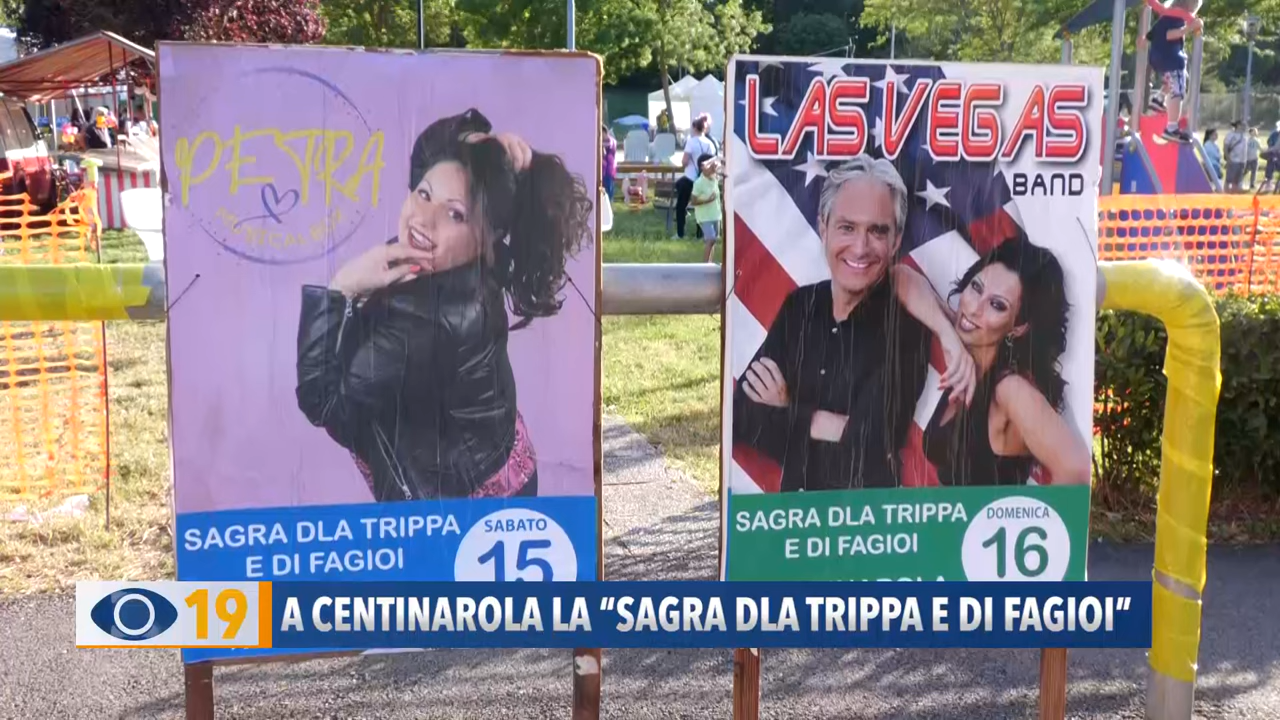 PETRA
LAS VEGAS
BAND
SAGRA DLA TRIPPA
E DI FAGIOI
SABATO
15
SAGRA DLA TRIPPA
E DI FAGIOI
DOMENICA
16
19
A CENTINAROLA LA “SAGRA DLA TRIPPA E DI FAGIOI”